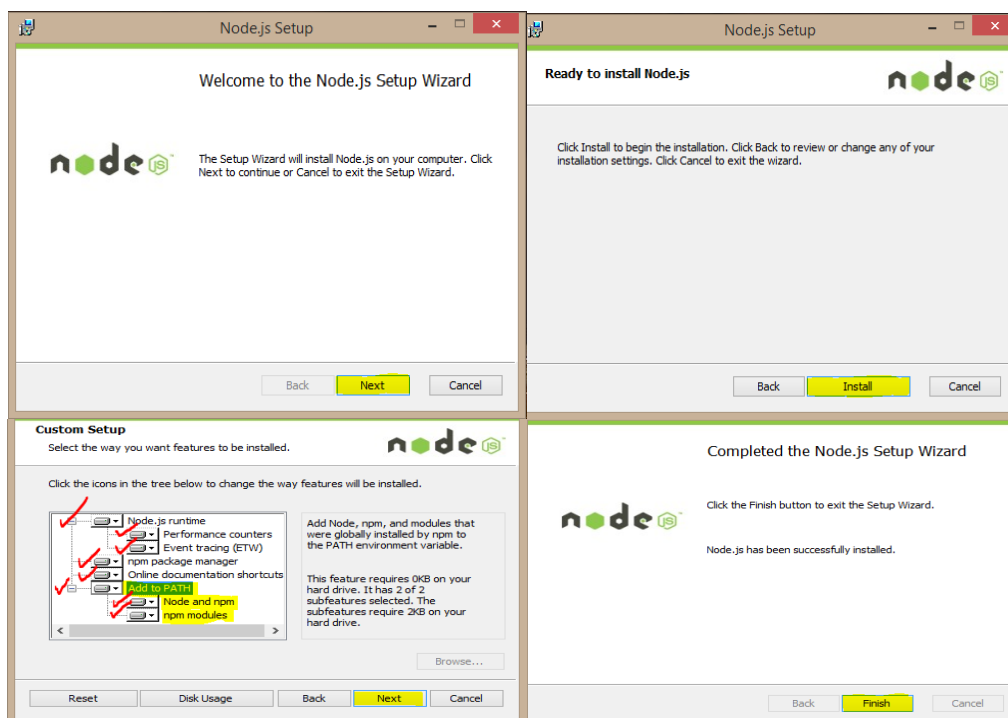 Node.js Setup
Welcome to the Node.js Setup Wizard
node js
The Setup Wizard will install Node.js on your computer. Click
Next to continue or Cancel to exit the Setup Wizard.
Back
Next
Cancel
Node.js Setup
Ready to install Node.js
node js
Click Install to begin the installation. Click Back to review or change any of your
installation settings. Click Cancel to exit the wizard.
Back
Install
Cancel
Custom Setup
Select the way you want features to be installed.
node js
Click the icons in the tree below to change the way features will be installed.
Node.js runtime
Performance counters
Event tracing (ETW)
npm package manager
Online documentation shortcuts
Add to PATH
Node and npm
npm modules
Add Node, npm, and modules that
were globally installed by npm to
the PATH environment variable.
This feature requires 0KB on your
hard drive. It has 2 of 2
subfeatures selected. The
subfeatures require 2KB on your
hard drive.
Browse...
Reset
Disk Usage
Back
Next
Cancel
Completed the Node.js Setup Wizard
node js
Click the Finish button to exit the Setup Wizard.
Node.js has been successfully installed.
Back
Finish
Cancel